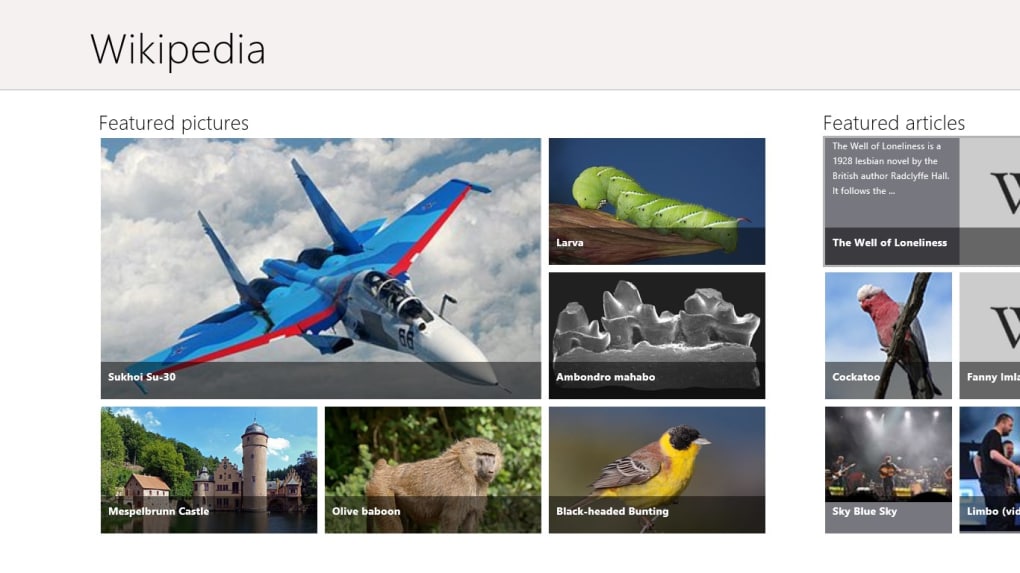 Wikipedia
Featured pictures
Sukhoi Su-30
66
Larva
Ambondro mahabo
Mespelbrunn Castle
Olive baboon
Black-headed Bunting
Featured articles
The Well of Loneliness is a
1928 lesbian novel by the
British author Radclyffe Hall.
It follows the ...
The Well of Loneliness
W
Cockatoo
W
Fanny Imla
Sky Blue Sky
Limbo (vid